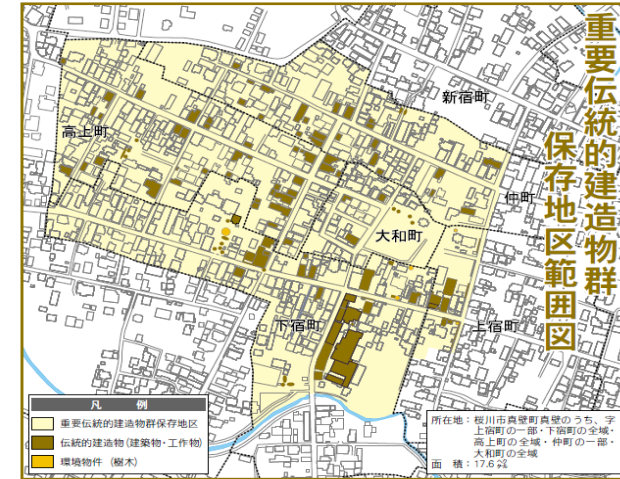 重要伝統的建造物群
保存地区範囲図
新宿町
高上町
仲町
大和町
下宿町
上宿町
凡 例
重要伝統的建造物群保存地区
伝統的建造物(建築物・工作物)
環境物件(樹木)
所在地:桜川市真壁町真壁のうち、字
上宿町の一部・下宿町の全域・
高上町の全域・仲町の一部・
大和町の全域
面 積:17.6㌶